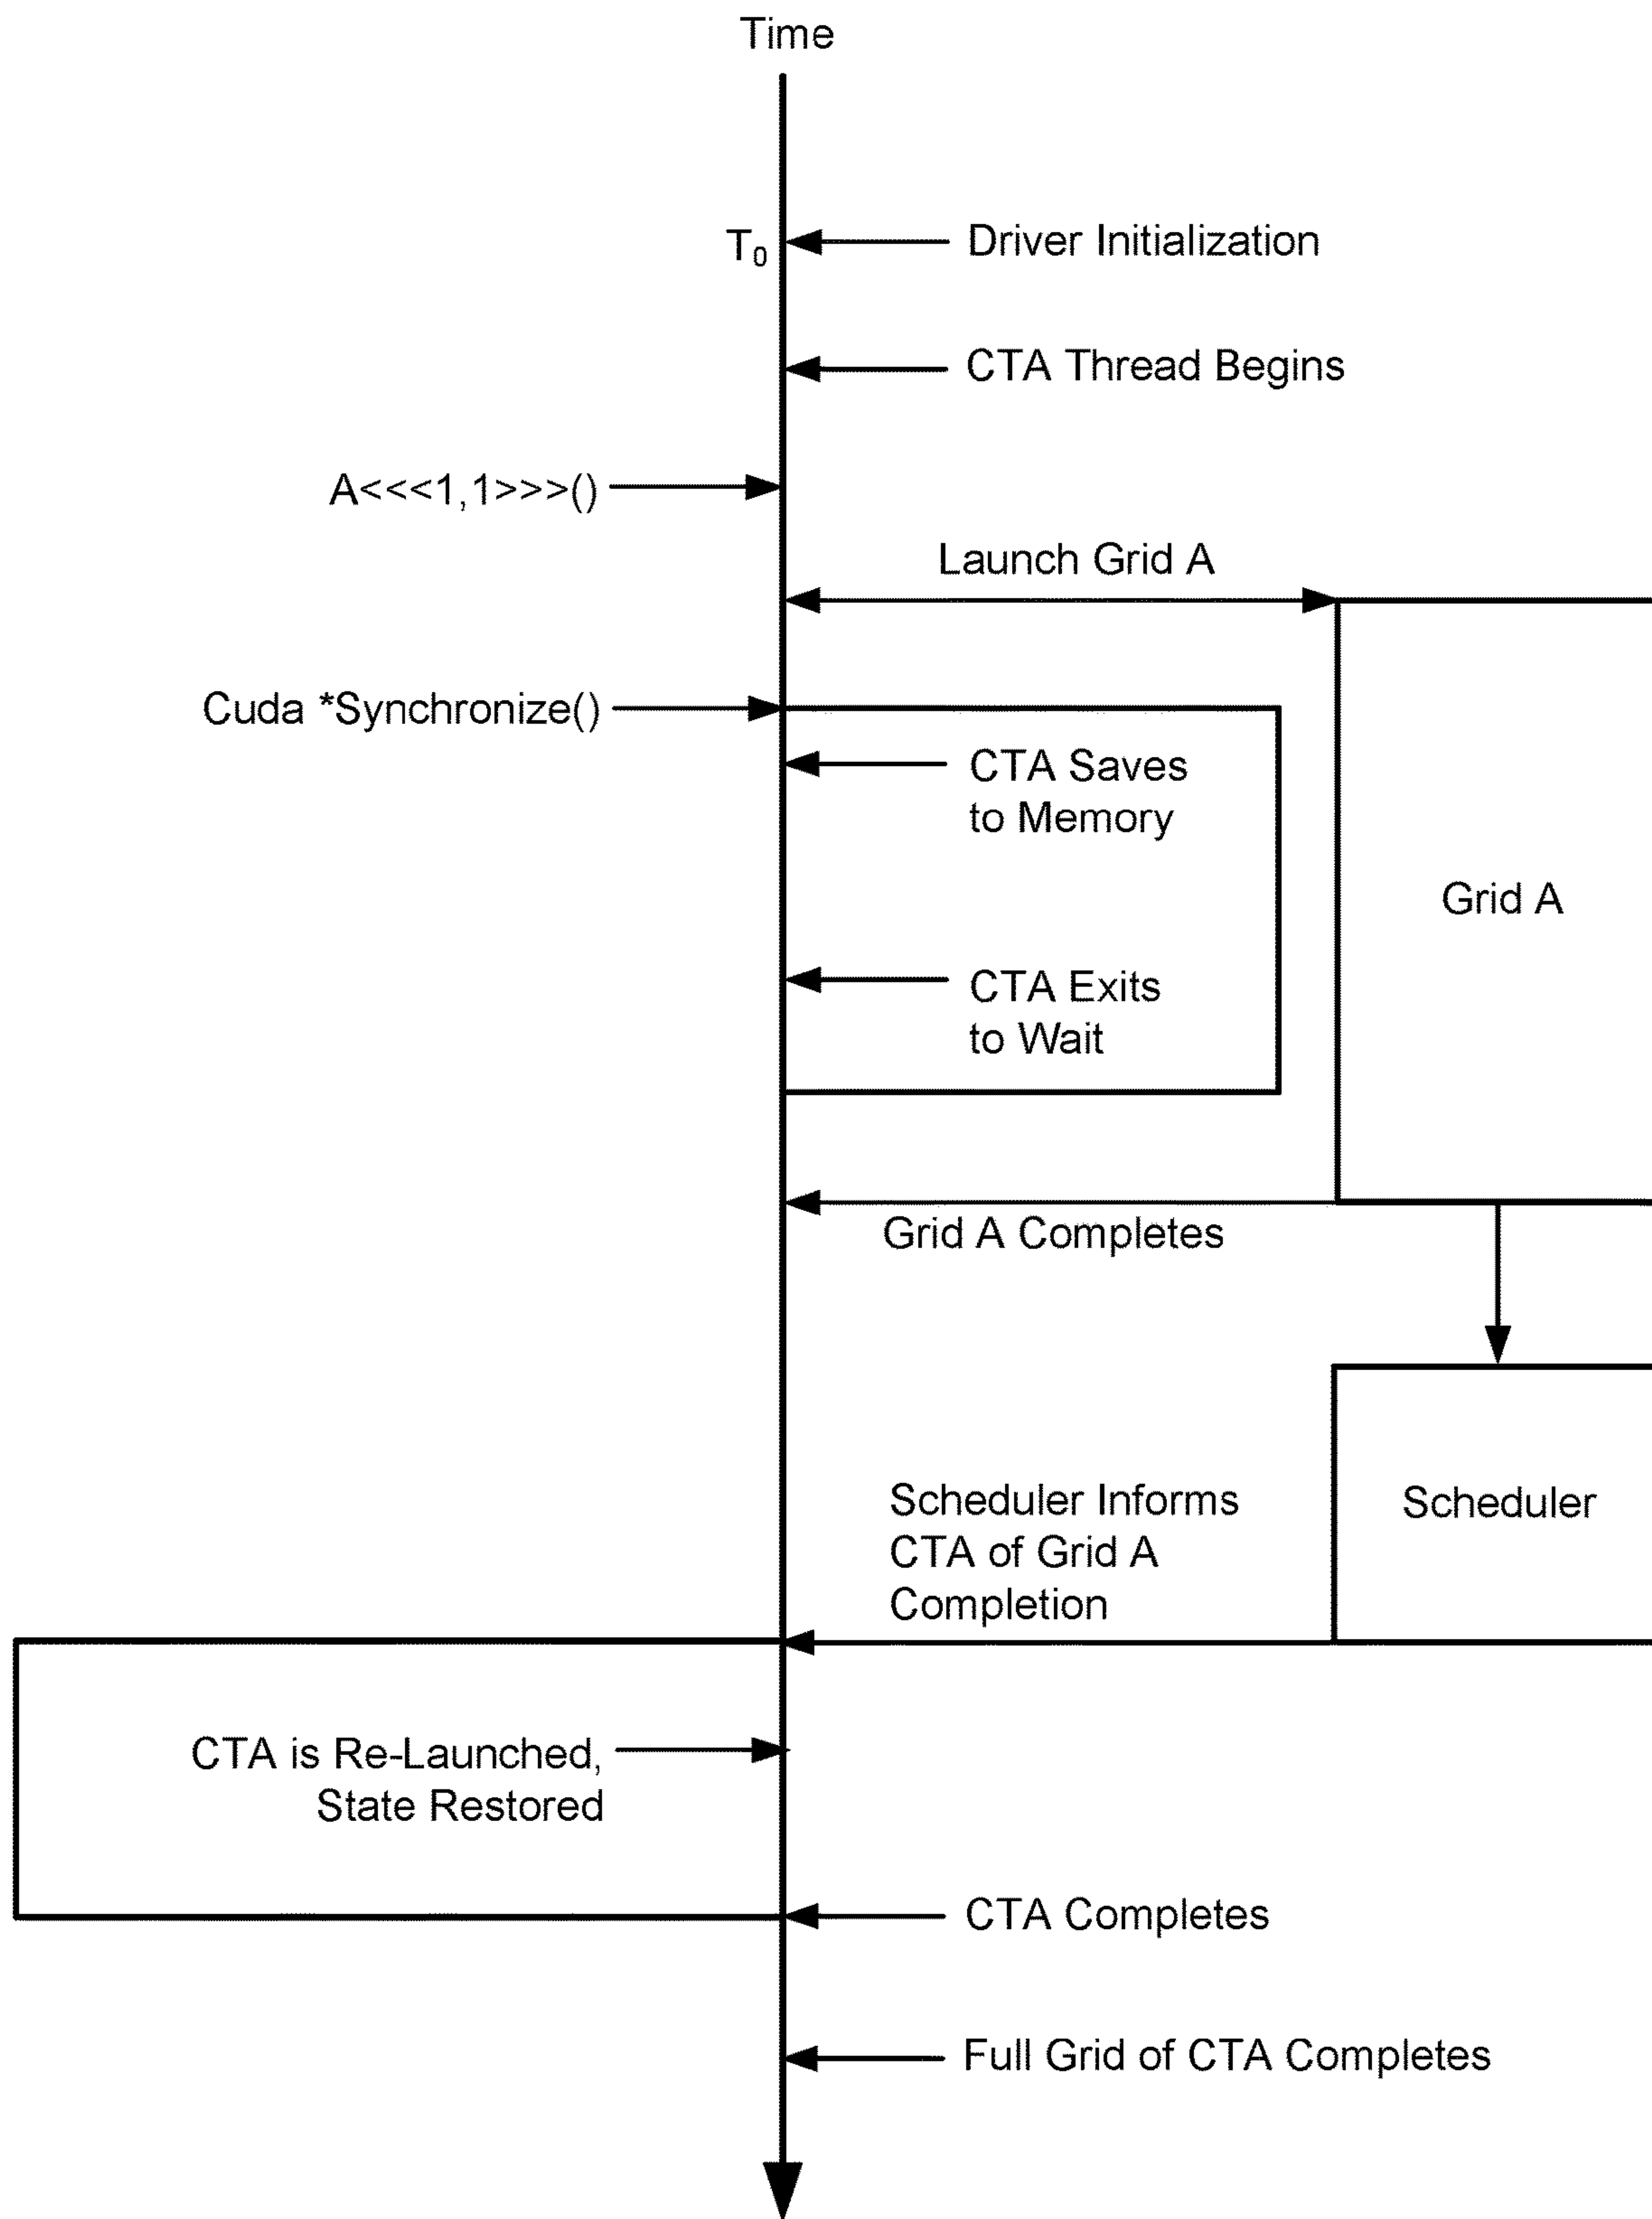 Time
T₀
Driver Initialization
CTA Thread Begins
A<<<1,1>>>()
Launch Grid A
Cuda *Synchronize()
CTA Saves
to Memory
Grid A
CTA Exits
to Wait
Grid A Completes
Scheduler Informs
CTA of Grid A
Completion
Scheduler
CTA is Re-Launched,
State Restored
CTA Completes
Full Grid of CTA Completes